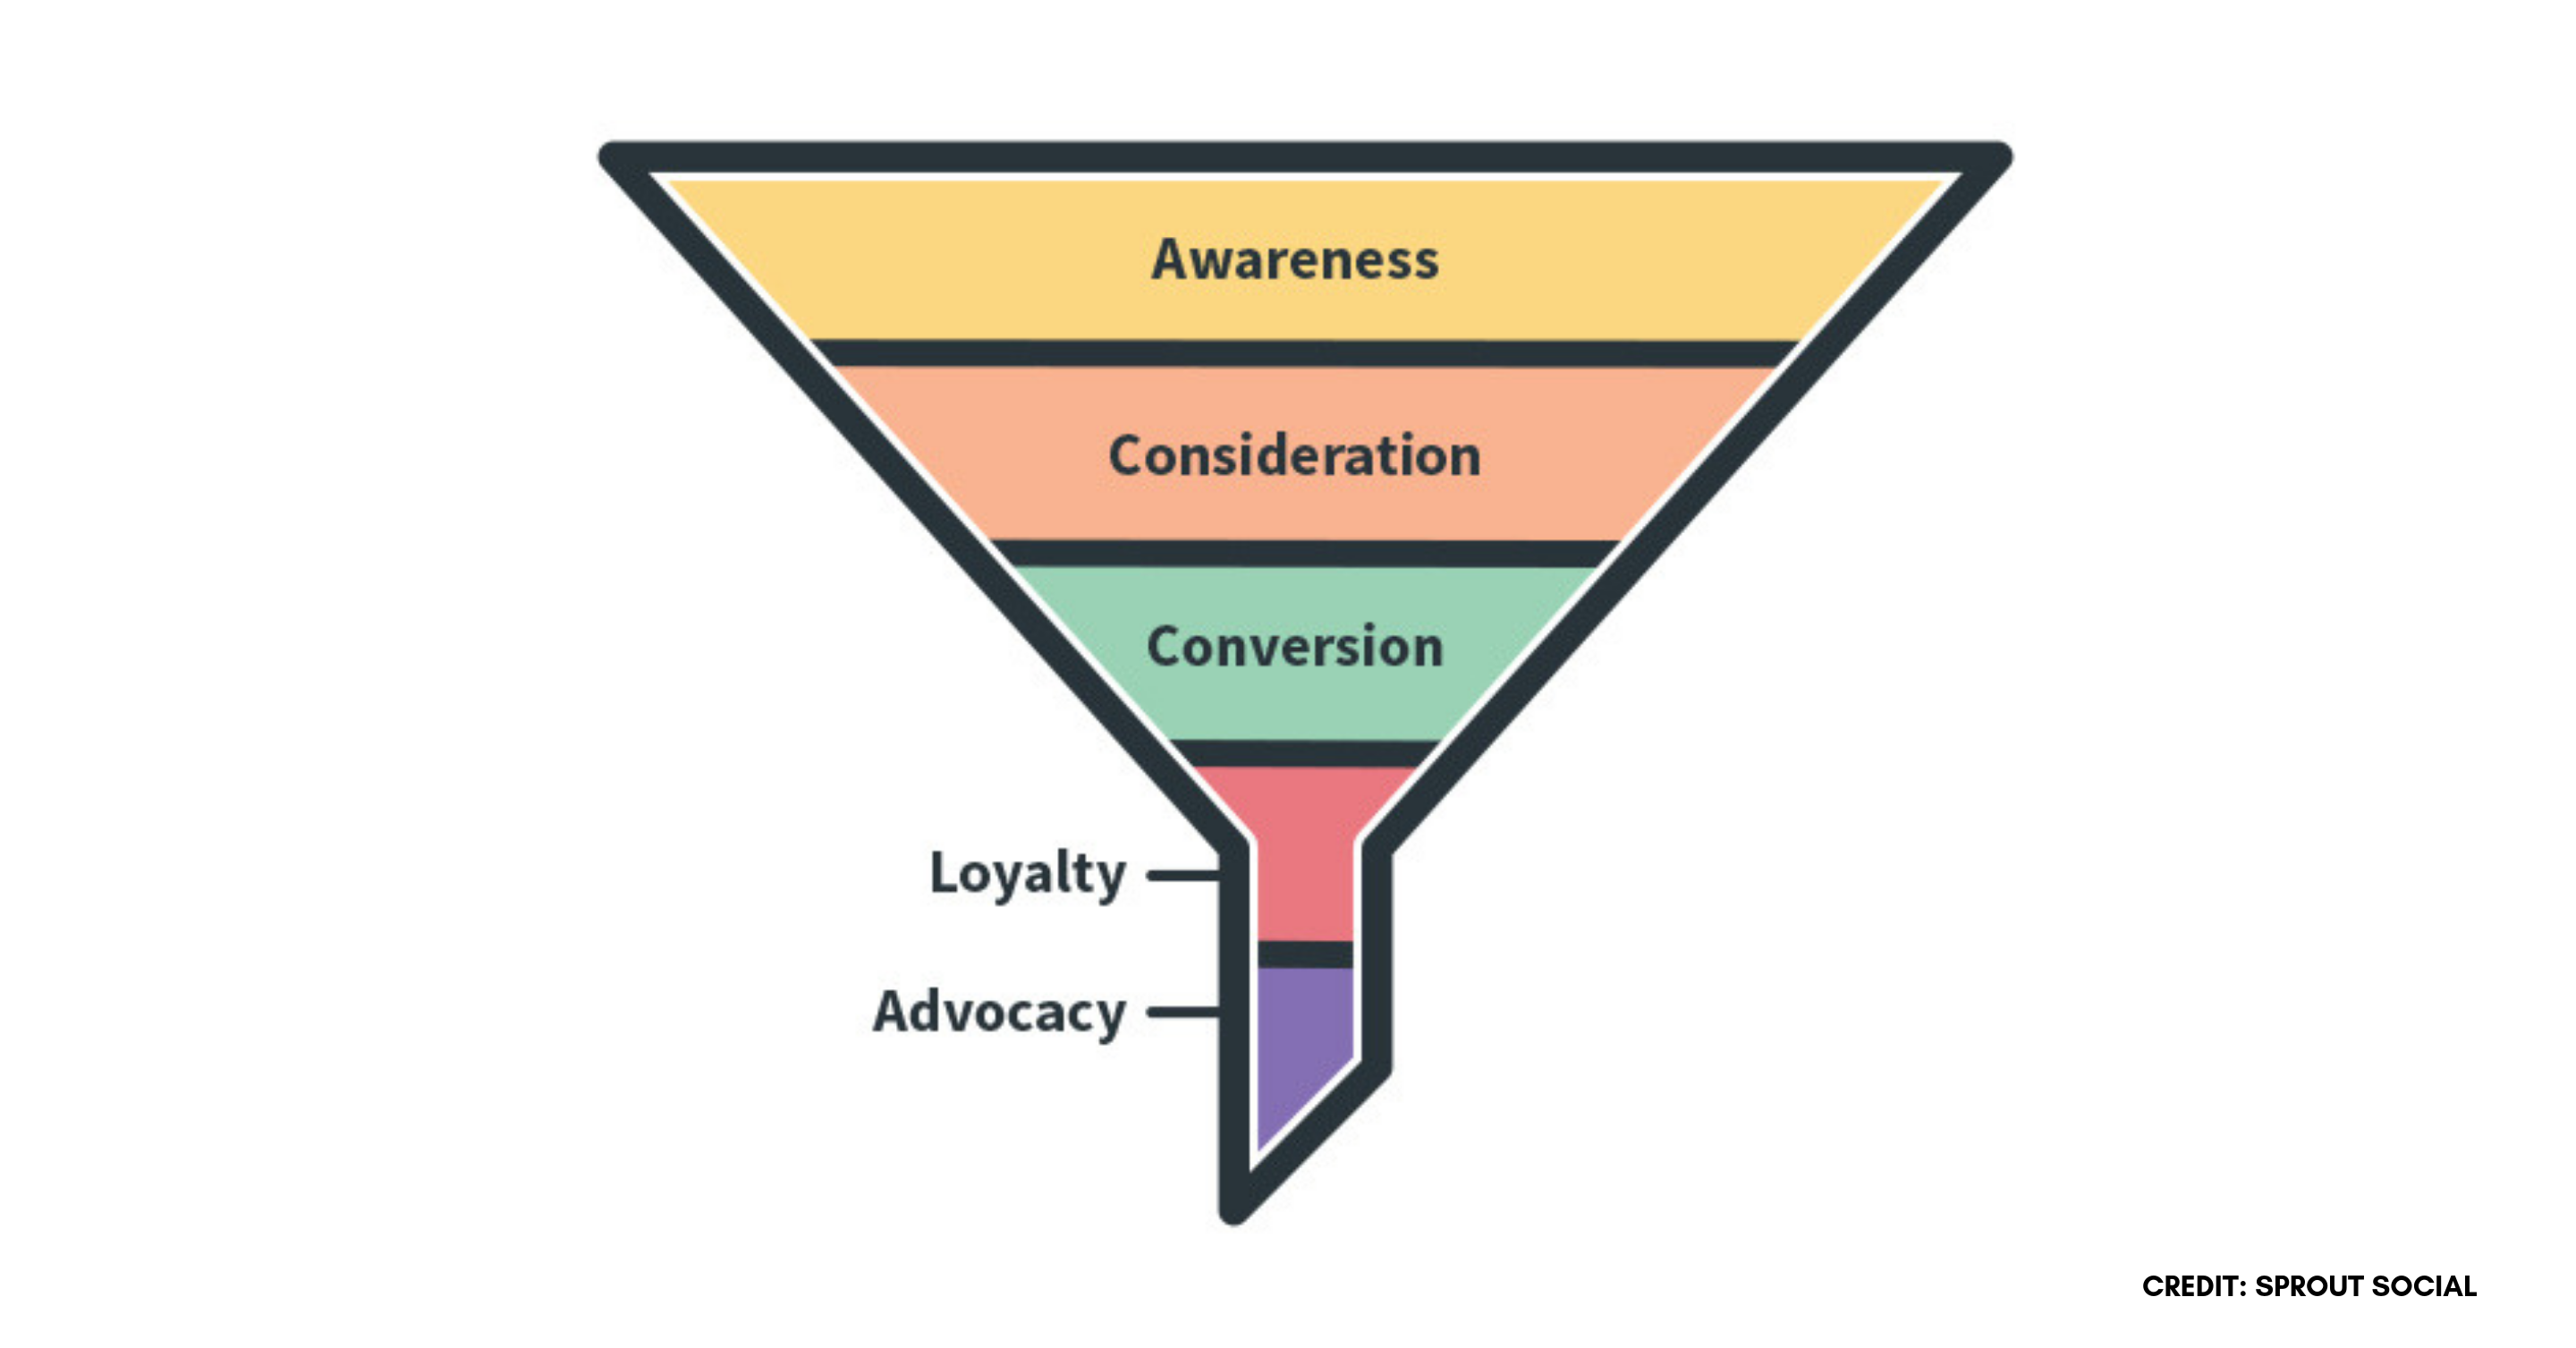 Awareness
Consideration
Conversion
Loyalty
Advocacy
CREDIT: SPROUT SOCIAL